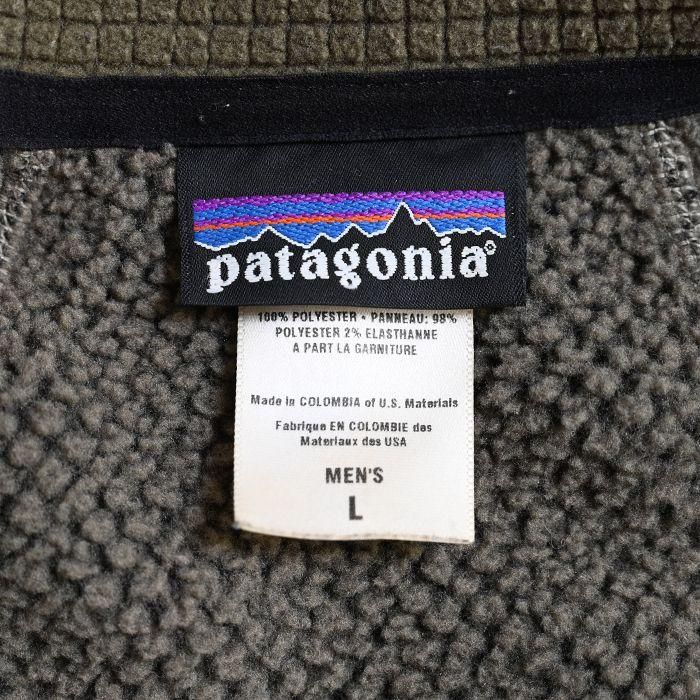 patagonia®
100% POLYESTER • PANNEAU: 98%
POLYESTER 2% ELASTHANNE
A PART LA GARNITURE
Made in COLOMBIA of U.S. Materials
Fabrique EN COLOMBIE des
Materiaux des USA
MEN'S
L